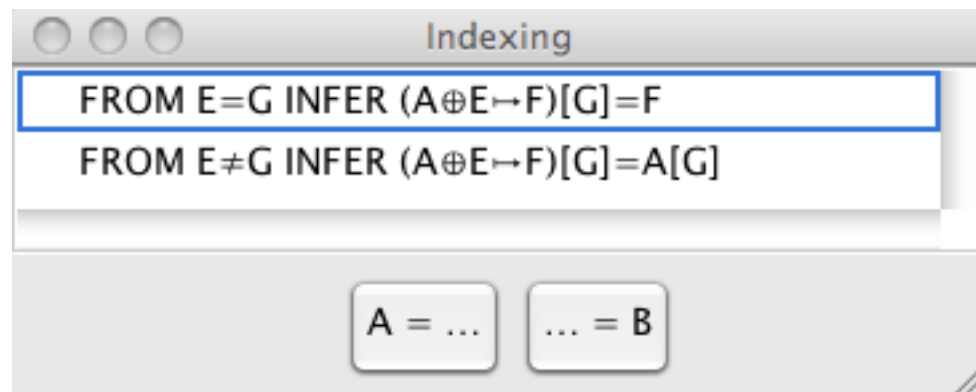 Indexing
FROM E=G INFER (A⊕E↦F)[G]=F
FROM E≠G INFER (A⊕E↦F)[G]=A[G]
A = ... ... = B